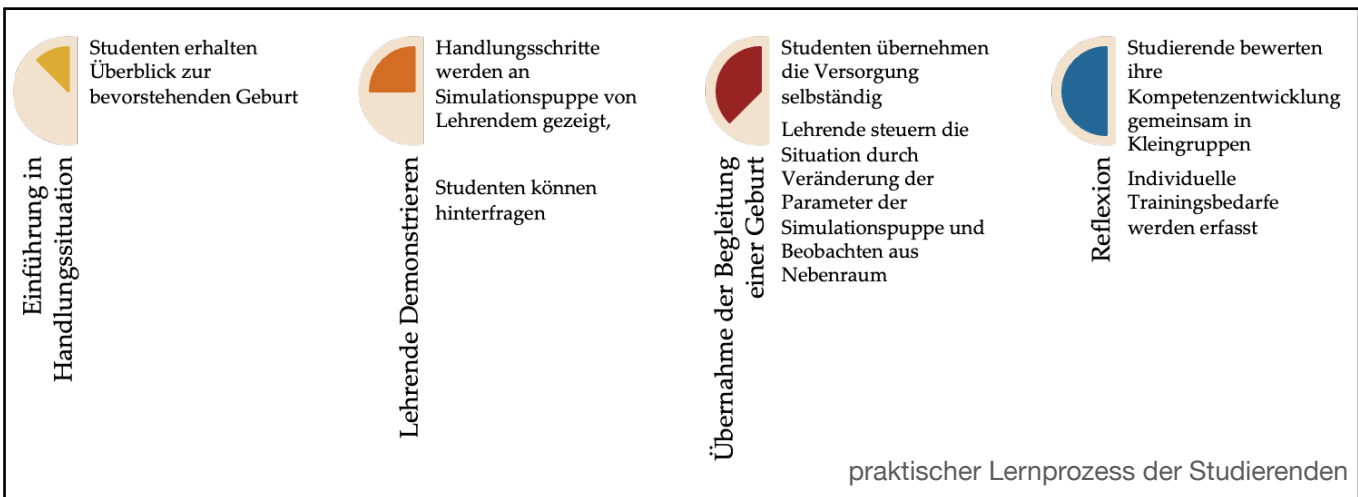 Studenten erhalten
Überblick zur
bevorstehenden Geburt
Einführung in
Handlungssituation
Handlungsschritte
werden an
Simulationspuppe von
Lehrendem gezeigt,
Studenten können
hinterfragen
Lehrende Demonstrieren
Studenten übernehmen
die Versorgung
selbständig
Lehrende steuern die
Situation durch
Veränderung der
Parameter der
Simulationspuppe und
Beobachten aus
Nebenraum
Übernahme der Begleitung
einer Geburt
Studierende bewerten
ihre
Kompetenzentwicklung
gemeinsam in
Kleingruppen
Individuelle
Trainingsbedarfe
werden erfasst
Reflexion
praktischer Lernprozess der Studierenden